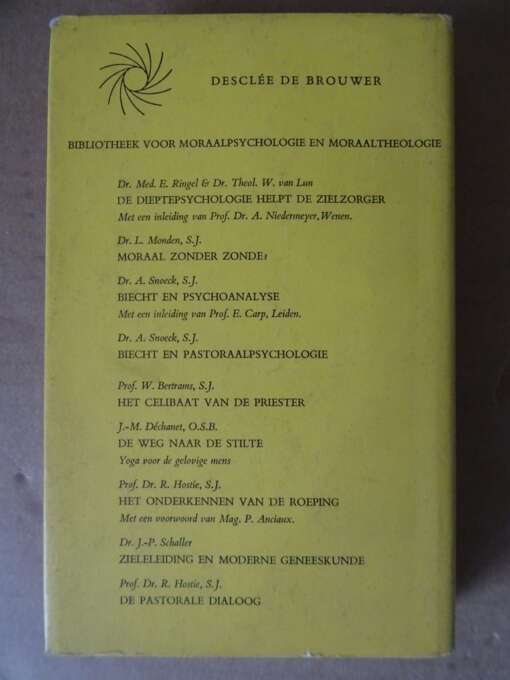 DESCLÉE DE BROUWER
BIBLIOTHEEK VOOR MORAALPSYCHOLOGIE EN MORAALTHEOLOGIE
Dr. Med. E. Ringel & Dr. Theol. W. van Lun
DE DIEPTEPSYCHOLOGIE HELPT DE ZIELZORGER
Met een inleiding van Prof. Dr. A. Niedermeyer, Wenen.
Dr. L. Monden, S.J.
MORAAL ZONDER ZONDE?
Dr. A. Snoeck, S.J.
BIECHT EN PSYCHOANALYSE
Met een inleiding van Prof. E. Carp, Leiden.
Dr. A. Snoeck, S.J.
BIECHT EN PASTORAALPSYCHOLOGIE
Prof. W. Bertrams, S.J.
HET CELIBAAT VAN DE PRIESTER
J.-M. Déchanet, O.S.B.
DE WEG NAAR DE STILTE
Yoga voor de gelovige mens
Prof. Dr. R. Hostie, S.J.
HET ONDERKENNEN VAN DE ROEPING
Met een voorwoord van Mag. P. Anciaux.
Dr. J.-P. Schaller
ZIELELEIDING EN MODERNE GENEESKUNDE
Prof. Dr. R. Hostie, S.J.
DE PASTORALE DIALOOG